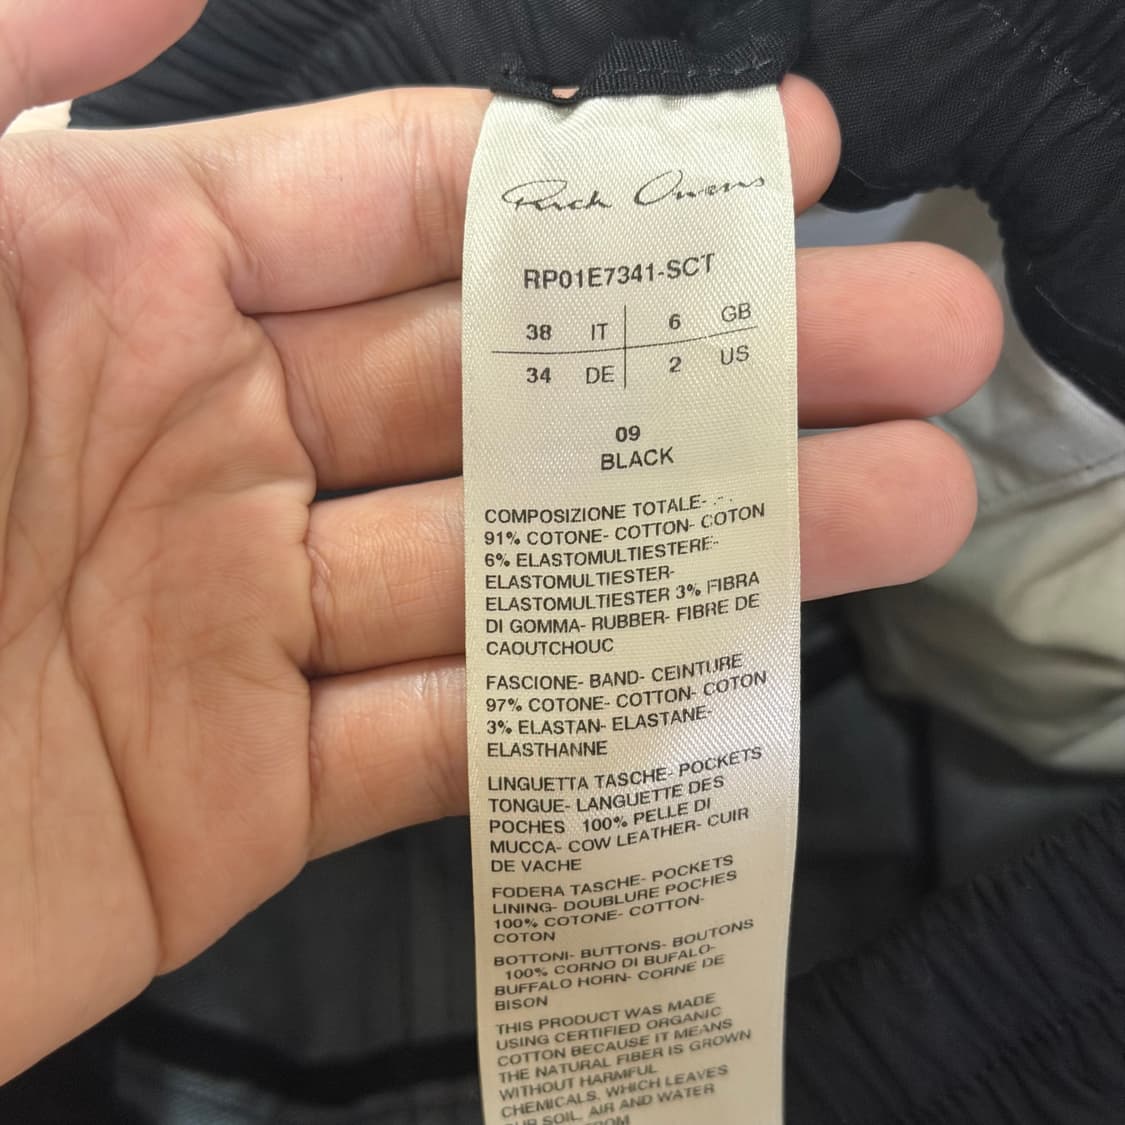 Rick Owens
RP01E7341-SCT
38 IT 6 GB
34 DE 2 US
09
BLACK
COMPOSIZIONE TOTALE-
91% COTONE- COTTON- COTON
6% ELASTOMULTIESTERE-
ELASTOMULTIESTER-
ELASTOMULTIESTER 3% FIBRA
DI GOMMA- RUBBER- FIBRE DE
CAOUTCHOUC
FASCIONE- BAND- CEINTURE
97% COTONE- COTTON- COTON
3% ELASTAN- ELASTANE-
ELASTHANNE
LINGUETTA TASCHE- POCKETS
TONGUE- LANGUETTE DES
POCHES 100% PELLE DI
MUCCA- COW LEATHER- CUIR
DE VACHE
FODERA TASCHE- POCKETS
LINING- DOUBLURE POCHES
100% COTONE- COTTON-
COTON
BOTTONI- BUTTONS- BOUTONS
100% CORNO DI BUFALO-
BUFFALO HORN- CORNE DE
BISON
THIS PRODUCT WAS MADE
USING CERTIFIED ORGANIC
COTTON BECAUSE IT MEANS
THE NATURAL FIBER IS GROWN
WITHOUT HARMFUL
CHEMICALS, WHICH LEAVES
OUR SOIL, AIR AND WATER